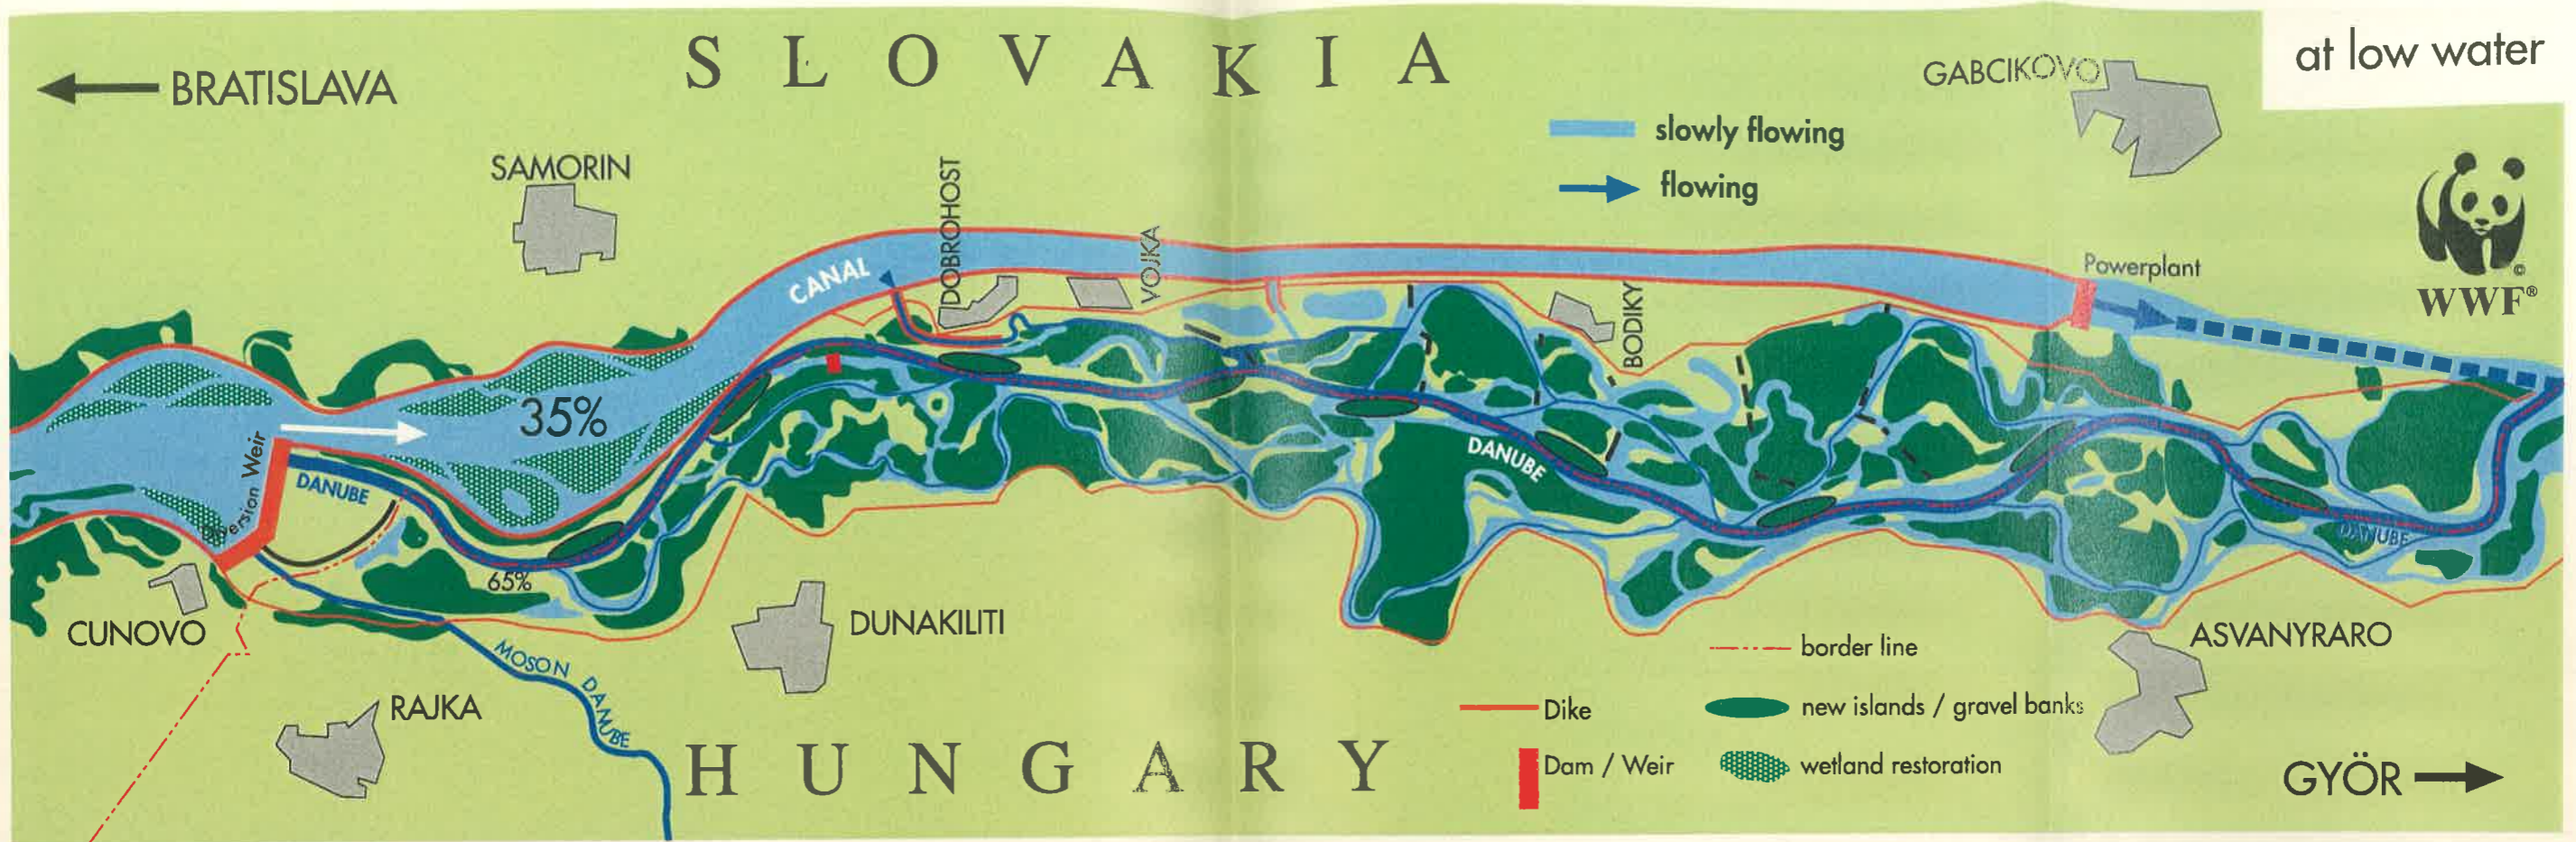 SLOVAKIA
at low water
BRATISLAVA
GABCIKOVO
slowly flowing
flowing
SAMORIN
DOBROHOST
VOJKA
CANAL
Powerplant
WWF®
©
BODIKY
35%
Diversion Weir
DANUBE
DANUBE
65%
DANUBE
CUNOVO
DUNAKILITI
MOSON DANUBE
RAJKA
ASVANYRARO
border line
Dike
new islands / gravel banks
Dam / Weir
wetland restoration
HUNGARY
GYÖR